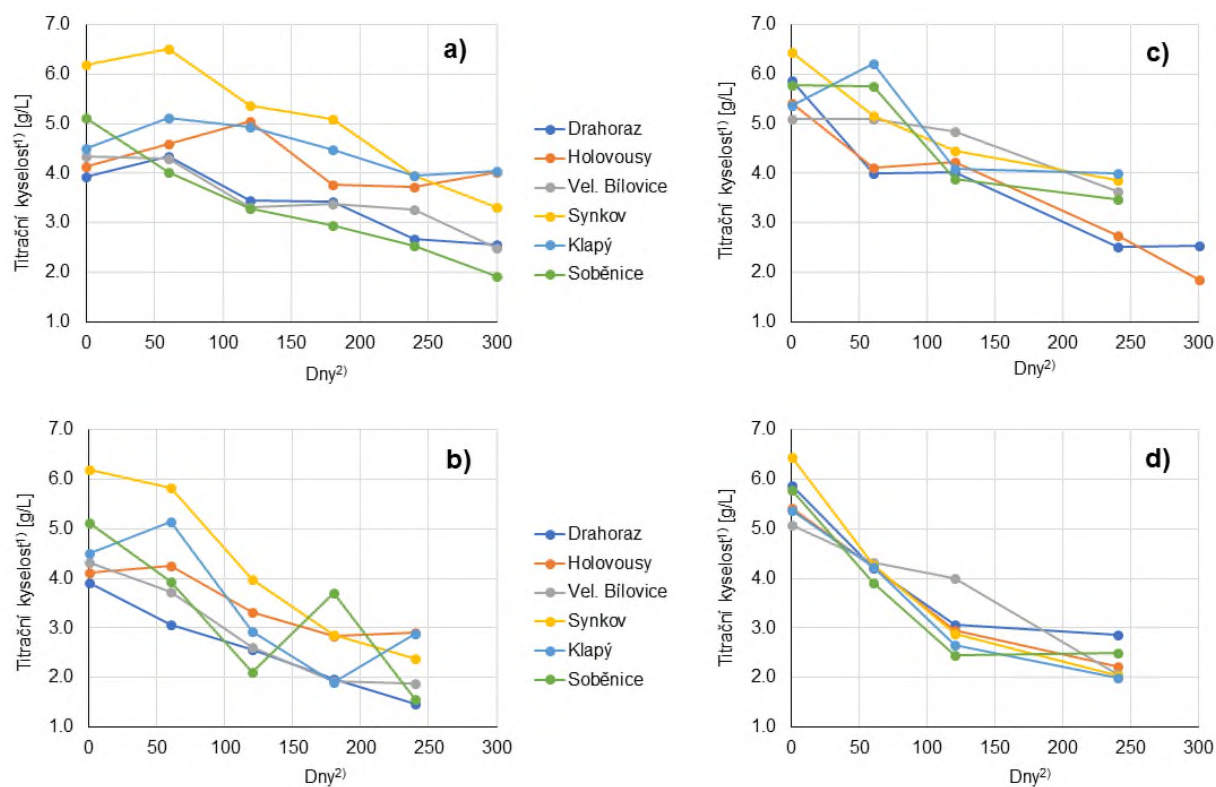 a)
Titrační kyselost¹⁾ [g/L]
7.0
6.0
5.0
4.0
3.0
2.0
1.0
0 50 100 150 200 250 300
Dny²⁾
Drahoraz
Holovousy
Vel. Bílovice
Synkov
Klapý
Soběnice
c)
Titrační kyselost¹⁾ [g/L]
7.0
6.0
5.0
4.0
3.0
2.0
1.0
0 50 100 150 200 250 300
Dny²⁾
b)
Titrační kyselost¹⁾ [g/L]
7.0
6.0
5.0
4.0
3.0
2.0
1.0
0 50 100 150 200 250 300
Dny²⁾
Drahoraz
Holovousy
Vel. Bílovice
Synkov
Klapý
Soběnice
d)
Titrační kyselost¹⁾ [g/L]
7.0
6.0
5.0
4.0
3.0
2.0
1.0
0 50 100 150 200 250 300
Dny²⁾